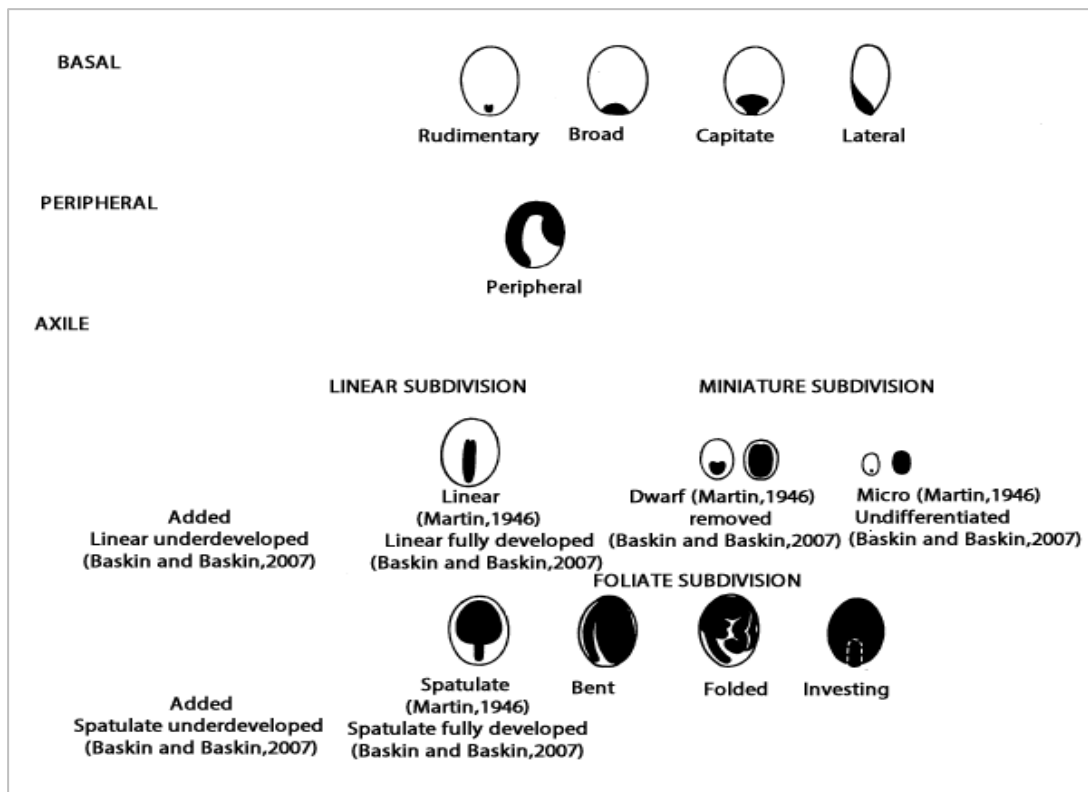 BASAL
Rudimentary Broad Capitate Lateral
PERIPHERAL
Peripheral
AXILE
LINEAR SUBDIVISION MINIATURE SUBDIVISION
Linear
(Martin,1946)
Linear fully developed
(Baskin and Baskin,2007)
Dwarf (Martin,1946)
removed
(Baskin and Baskin,2007)
Micro (Martin,1946)
Undifferentiated
(Baskin and Baskin,2007)
Added
Linear underdeveloped
(Baskin and Baskin,2007)
FOLIATE SUBDIVISION
Spatulate
(Martin,1946)
Spatulate fully developed
(Baskin and Baskin,2007)
Bent Folded Investing
Added
Spatulate underdeveloped
(Baskin and Baskin,2007)